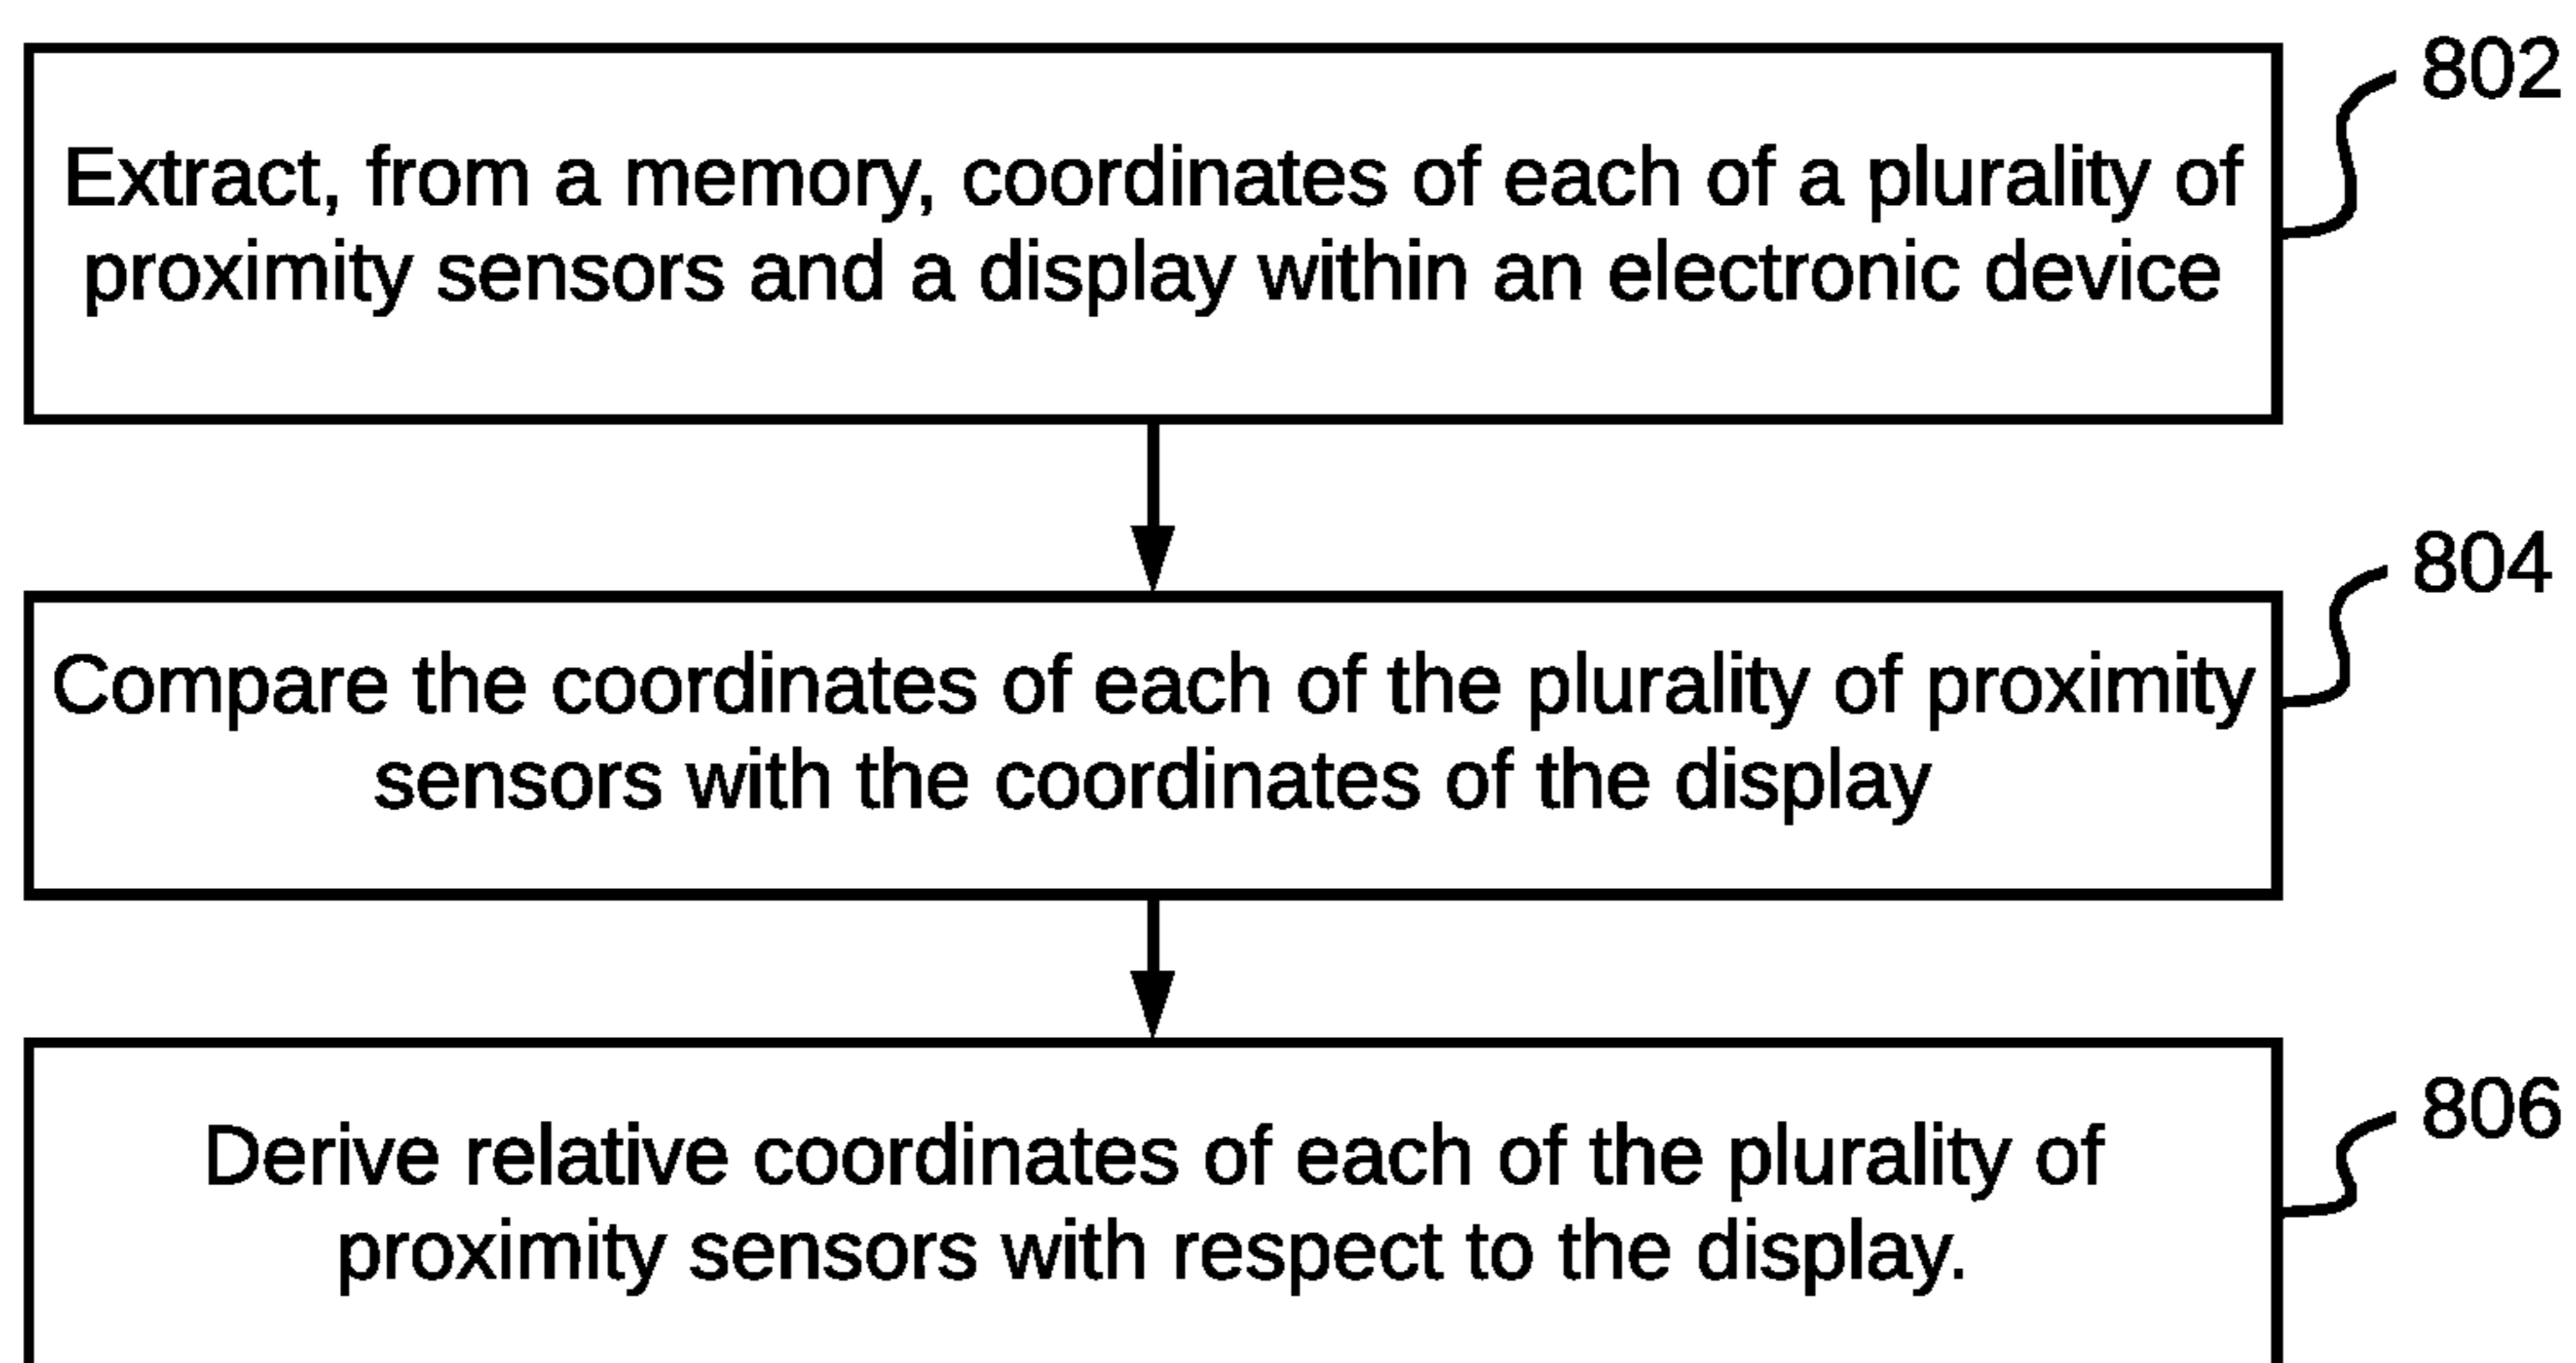 802
Extract, from a memory, coordinates of each of a plurality of
proximity sensors and a display within an electronic device
804
Compare the coordinates of each of the plurality of proximity
sensors with the coordinates of the display
806
Derive relative coordinates of each of the plurality of
proximity sensors with respect to the display.